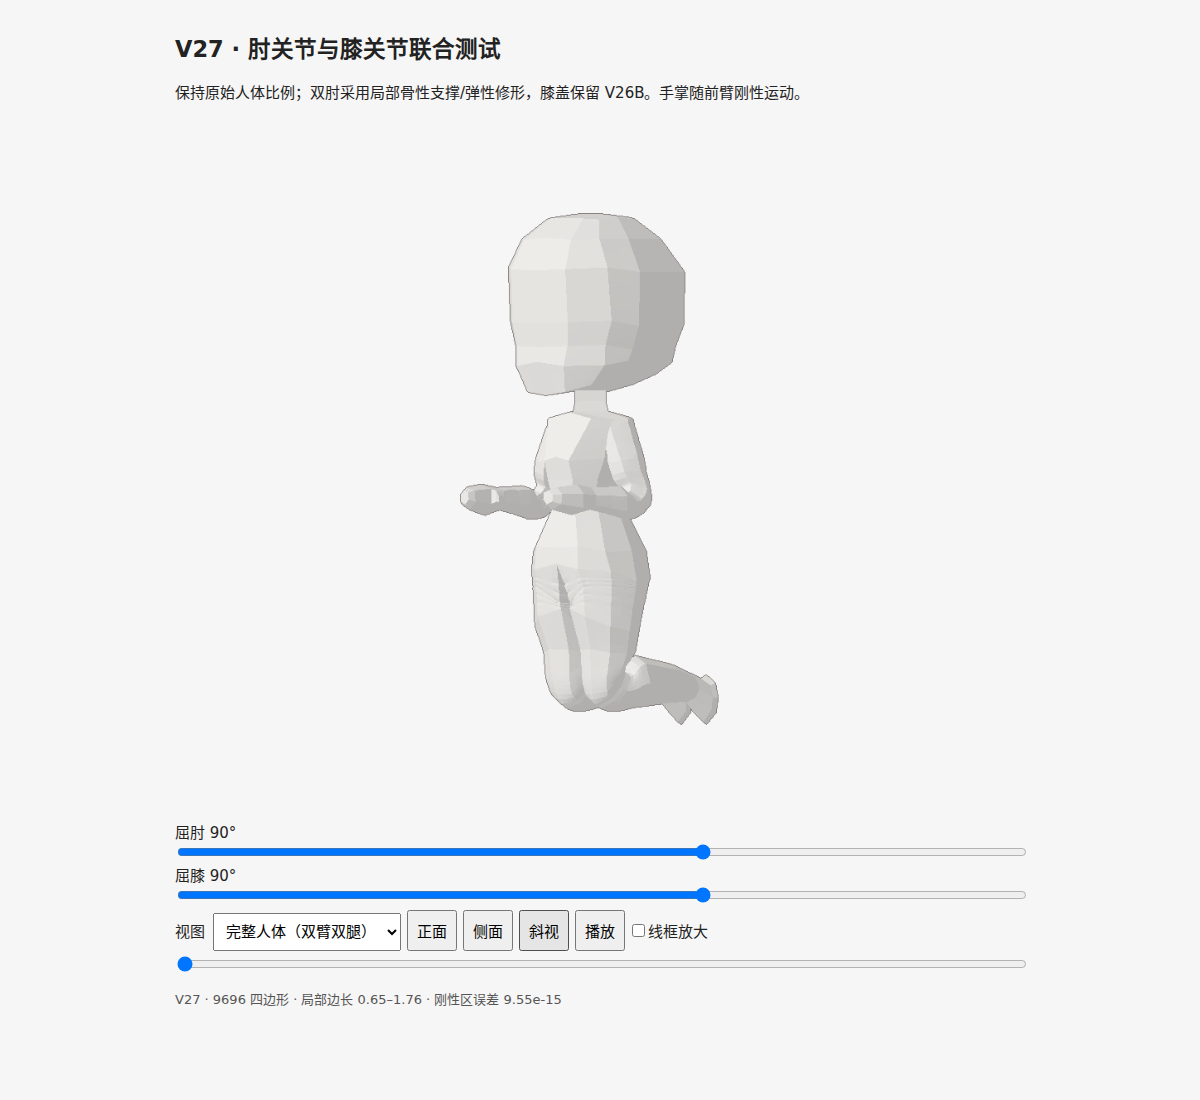 V27 · 肘关节与膝关节联合测试
保持原始人体比例；双肘采用局部骨性支撑/弹性修形，膝盖保留 V26B。手掌随前臂刚性运动。
屈肘 90°
屈膝 90°
视图 完整人体（双臂双腿） 正面 侧面 斜视 播放 线框放大
V27 · 9696 四边形 · 局部边长 0.65–1.76 · 刚性区误差 9.55e-15